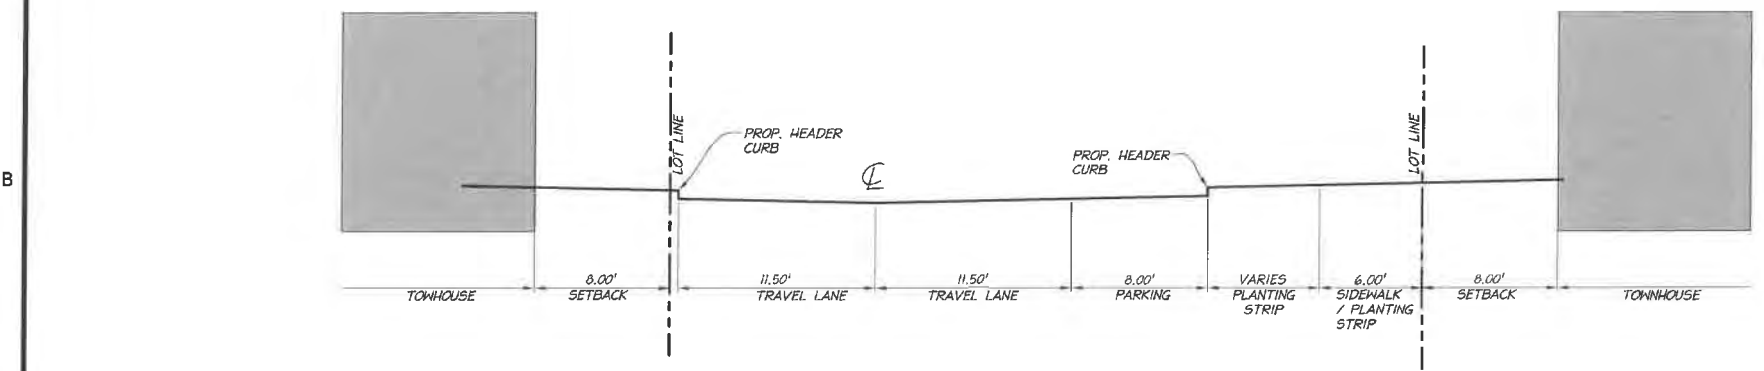 B
LOT LINE
PROP. HEADER
CURB
℄
PROP. HEADER
CURB
LOT LINE
TOWHOUSE
8.00'
SETBACK
11.50'
TRAVEL LANE
11.50'
TRAVEL LANE
8.00'
PARKING
VARIES
PLANTING
STRIP
6.00'
SIDEWALK
/ PLANTING
STRIP
8.00'
SETBACK
TOWNHOUSE